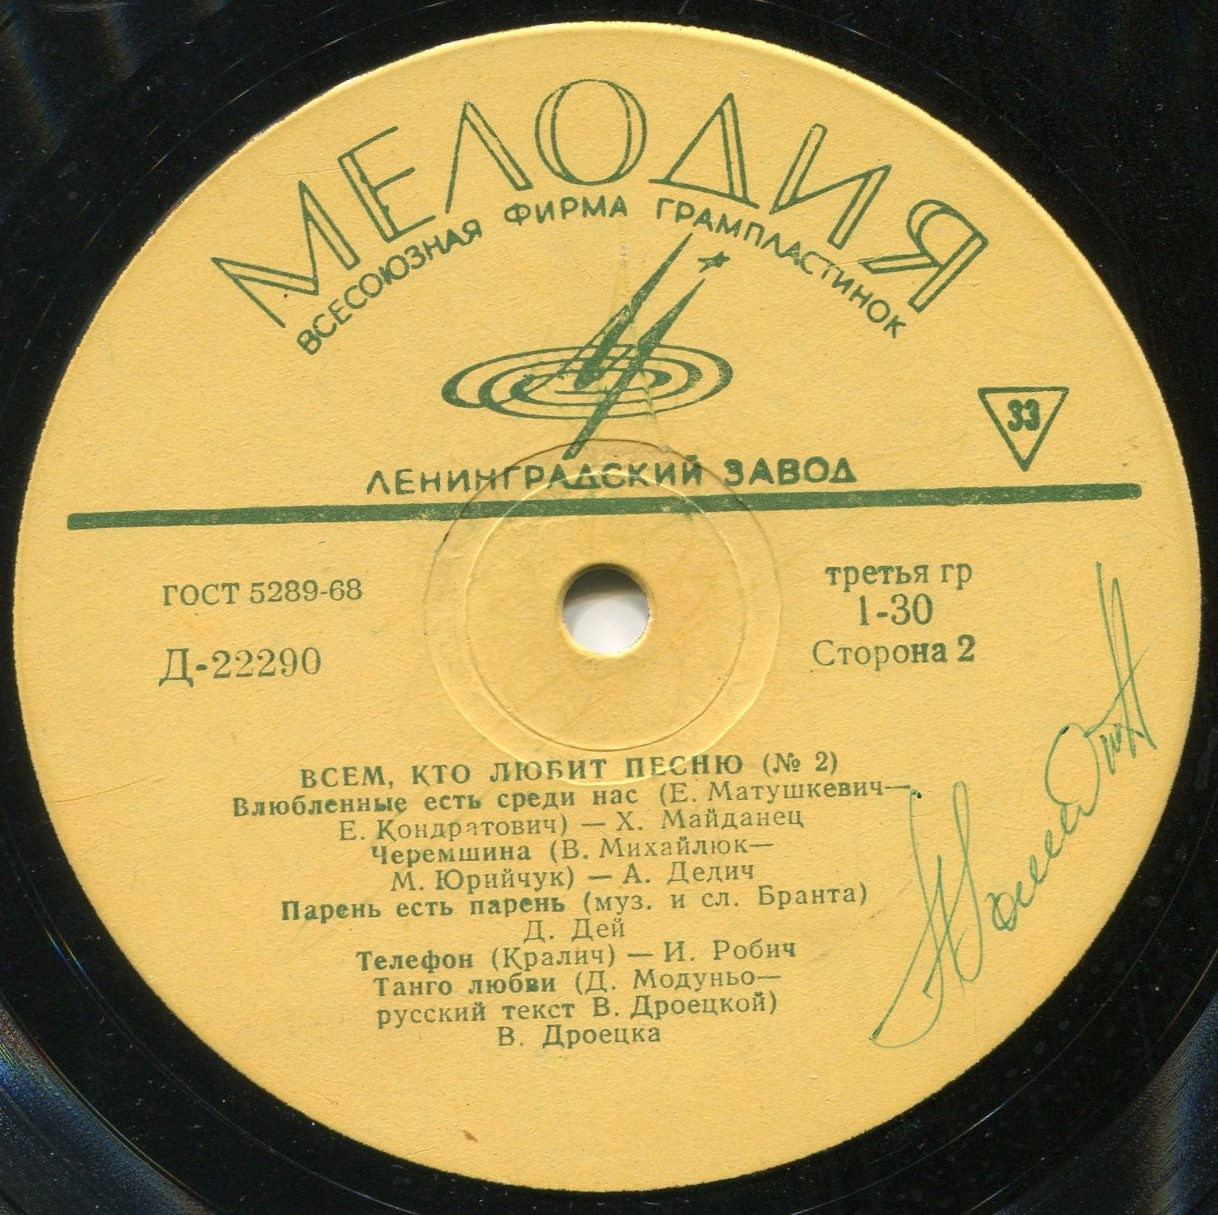 МЕЛОДИЯ
ВСЕСОЮЗНАЯ ФИРМА ГРАМПЛАСТИНОК
33
ЛЕНИНГРАДСКИЙ ЗАВОД
ГОСТ 5289-68
Д-22290
третья гр
1-30
Сторона 2
ВСЕМ, КТО ЛЮБИТ ПЕСНЮ (№ 2)
Влюбленные есть среди нас (Е. Матушкевич—
Е. Кондратович) — Х. Майданец
Черемшина (В. Михайлюк—
М. Юрийчук) — А. Дедич
Парень есть парень (муз. и сл. Бранта)
Д. Дей
Телефон (Кралич) — И. Робич
Танго любви (Д. Модуньо—
русский текст В. Дроецкой)
В. Дроецка